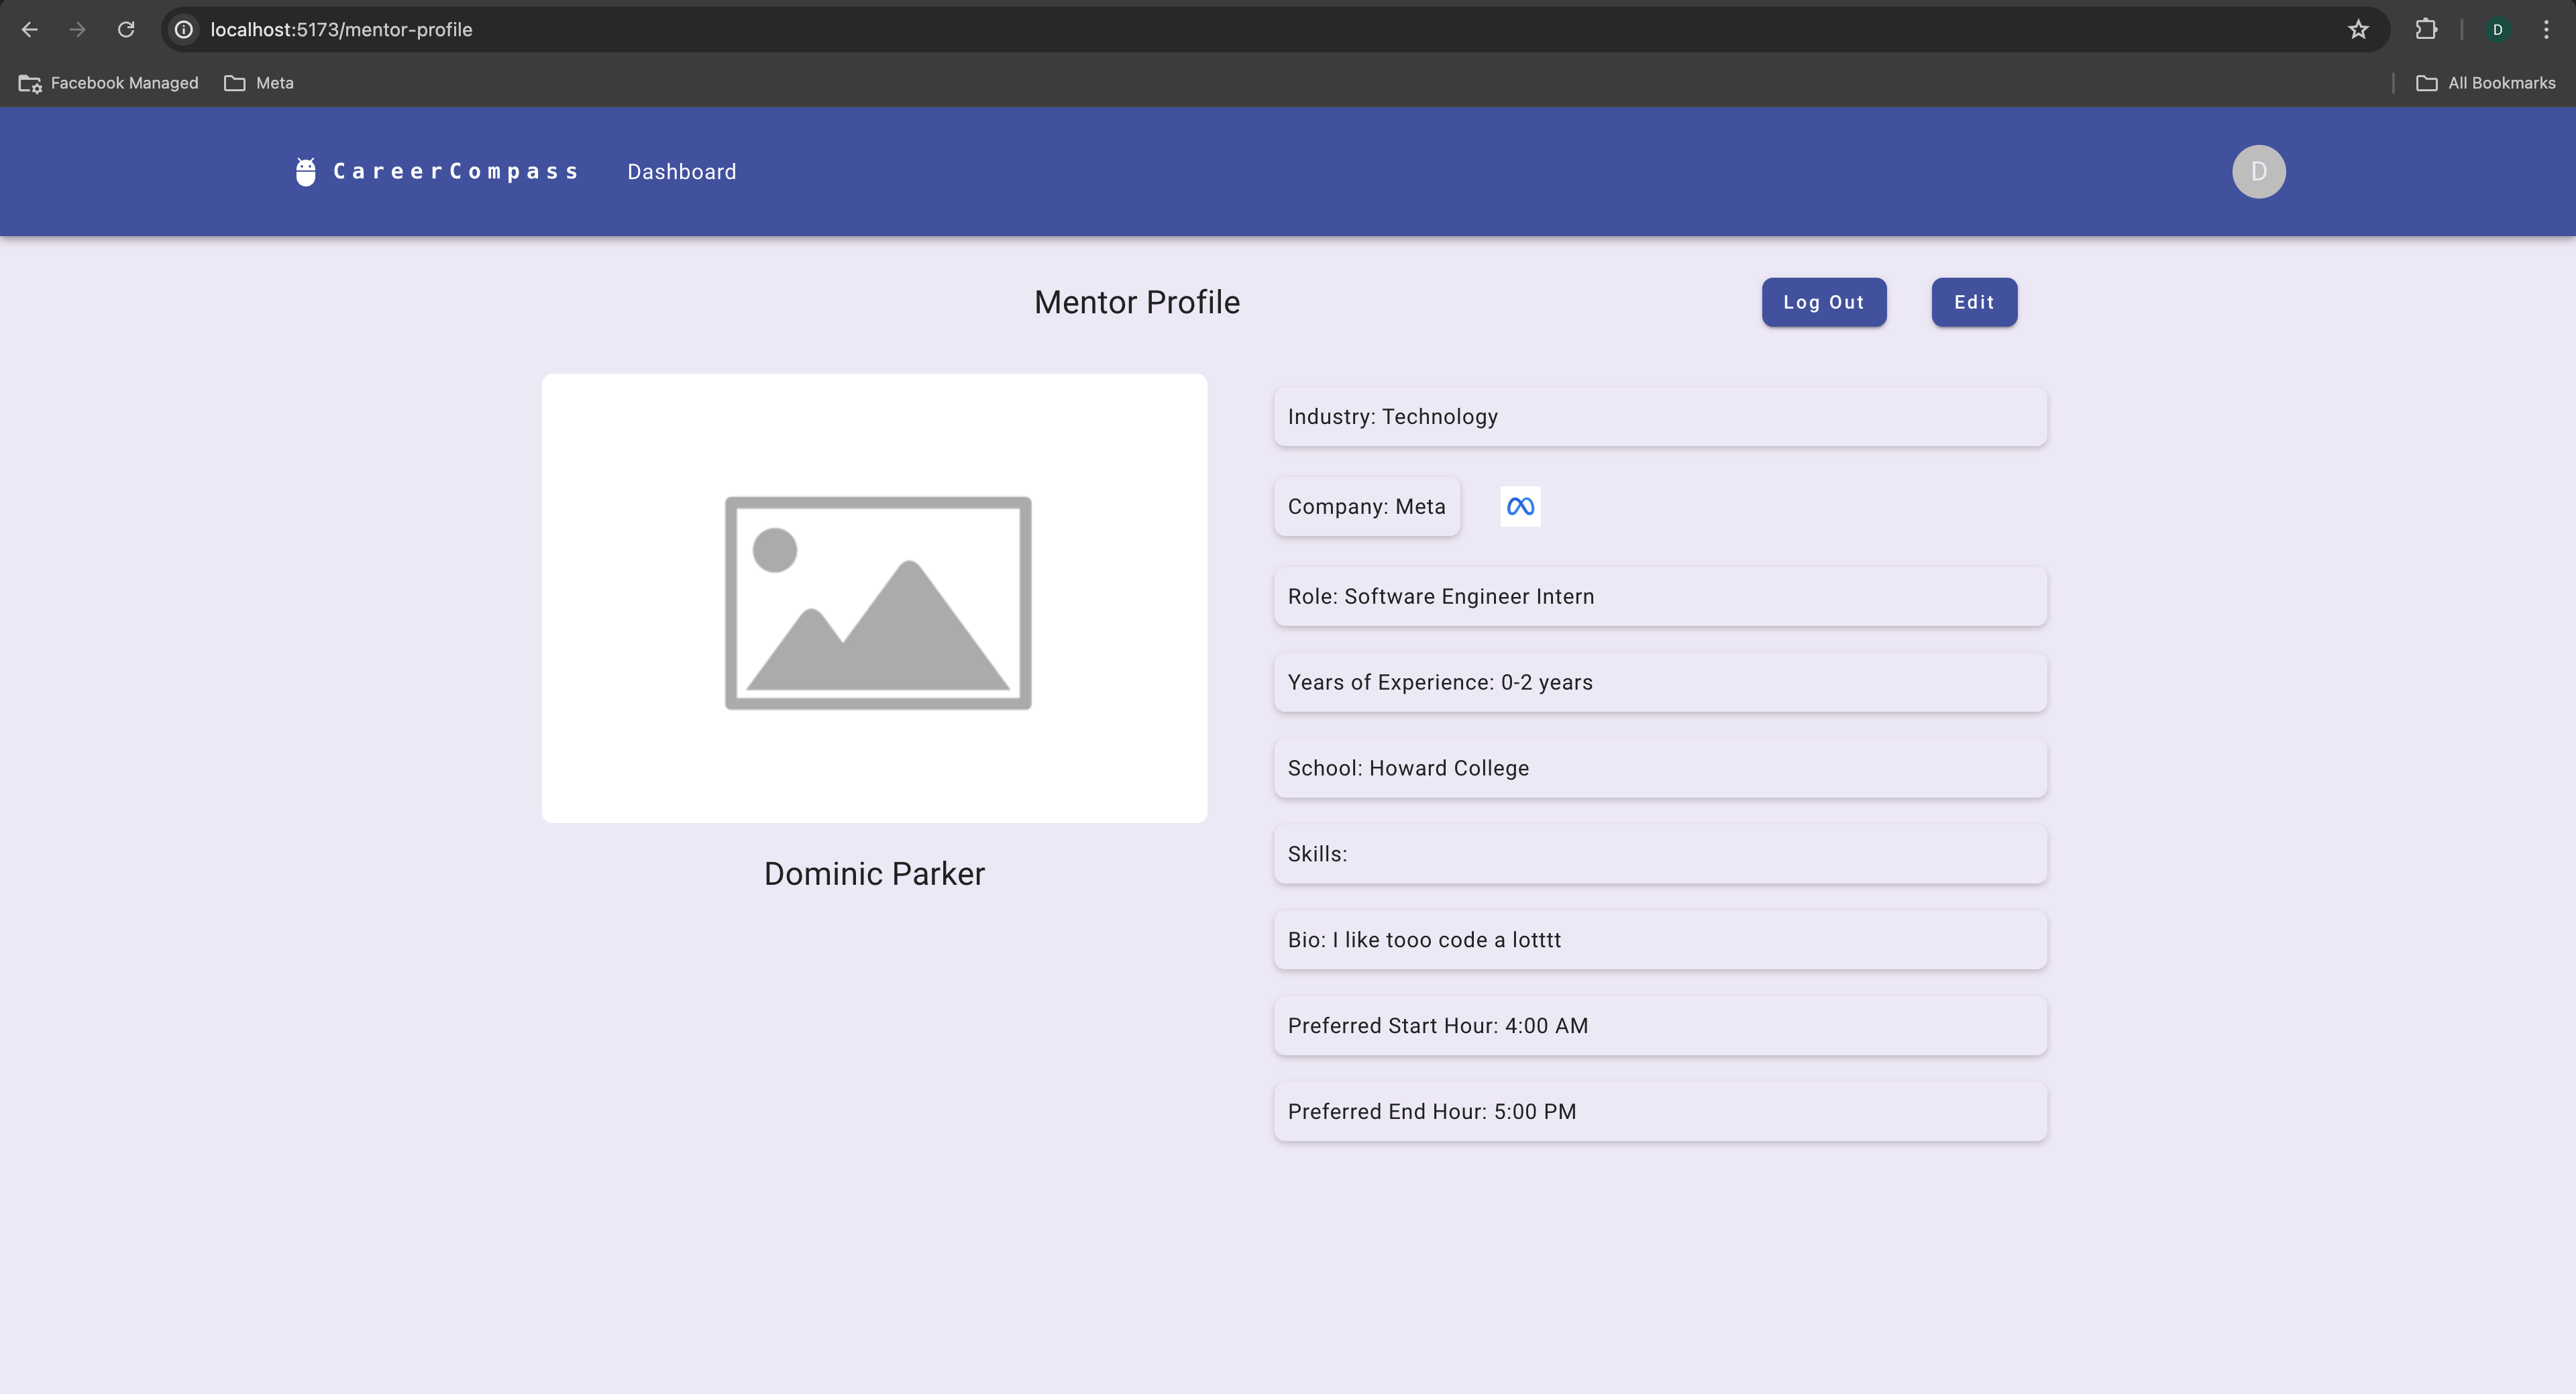 localhost:5173/mentor-profile
D
Facebook Managed
Meta
All Bookmarks
CareerCompass
Dashboard
D
Mentor Profile
Log Out
Edit
Industry: Technology
Company: Meta
Role: Software Engineer Intern
Years of Experience: 0-2 years
School: Howard College
Skills:
Bio: I like tooo code a lotttt
Preferred Start Hour: 4:00 AM
Preferred End Hour: 5:00 PM
Dominic Parker